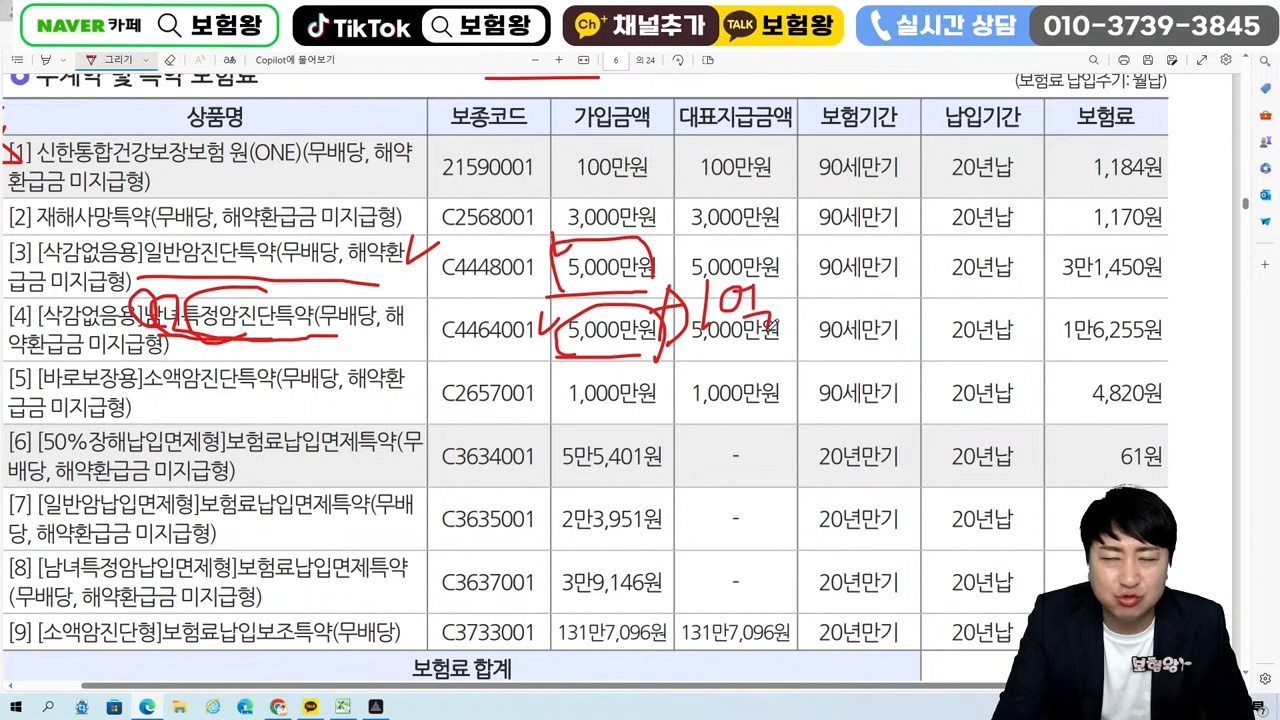 NAVER 카페 보험왕
TikTok 보험왕
Ch+ 채널추가 TALK 보험왕
실시간 상담 010-3739-3845
그리기 가あ Copilot에 물어보기 6 의 24
주계약 및 특약 보험료 (보험료 납입주기: 월납)
상품명 보종코드 가입금액 대표지급금액 보험기간 납입기간 보험료
[1] 신한통합건강보장보험 원(ONE)(무배당, 해약
환급금 미지급형) 21590001 100만원 100만원 90세만기 20년납 1,184원
[2] 재해사망특약(무배당, 해약환급금 미지급형) C2568001 3,000만원 3,000만원 90세만기 20년납 1,170원
[3] [삭감없음용]일반암진단특약(무배당, 해약환
급금 미지급형) C4448001 5,000만원 5,000만원 90세만기 20년납 3만1,450원
1억
[4] [삭감없음용]남녀특정암진단특약(무배당, 해
약환급금 미지급형) C4464001 5,000만원 5,000만원 90세만기 20년납 1만6,255원
[5] [바로보장용]소액암진단특약(무배당, 해약환
급금 미지급형) C2657001 1,000만원 1,000만원 90세만기 20년납 4,820원
[6] [50%장해납입면제형]보험료납입면제특약(무
배당, 해약환급금 미지급형) C3634001 5만5,401원 - 20년만기 20년납 61원
[7] [일반암납입면제형]보험료납입면제특약(무배
당, 해약환급금 미지급형) C3635001 2만3,951원 - 20년만기 20년납
[8] [남녀특정암납입면제형]보험료납입면제특약
(무배당, 해약환급금 미지급형) C3637001 3만9,146원 - 20년만기 20년납
[9] [소액암진단형]보험료납입보조특약(무배당) C3733001 131만7,096원 131만7,096원 20년만기 20년납
보험료 합계
보험왕